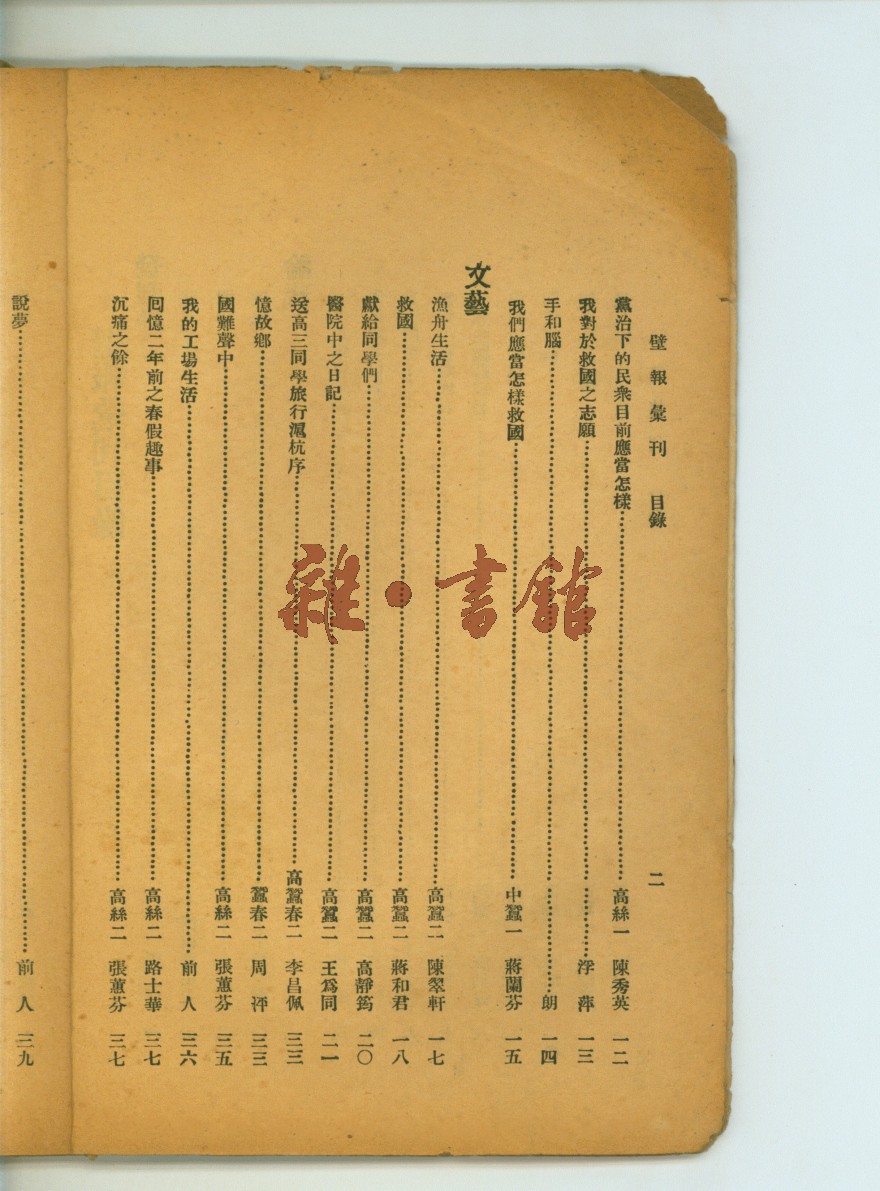 壁報彙刊 目錄 二
黨治下的民衆目前應當怎樣……高絲一 陳秀英 一二
我對於救國之志願……浮萍 一三
手和腦……朗 一四
我們應當怎樣救國……中蠶一 蔣蘭芬 一五
文藝
漁舟生活……高蠶二 陳翠軒 一七
救國……高蠶二 蔣和君 一八
獻給同學們……高蠶二 高靜筠 二〇
醫院中之日記……高蠶二 王爲同 二一
送高三同學旅行滬杭序……高蠶春二 李昌佩 三三
憶故鄉……蠶春二 周泙 三三
國難聲中……高絲二 張蕙芬 三五
我的工場生活……前人 三六
囘憶二年前之春假趣事……高絲二 路士華 三七
沉痛之餘……高絲二 張蕙芬 三七
說夢……前人 三九
雜·書館